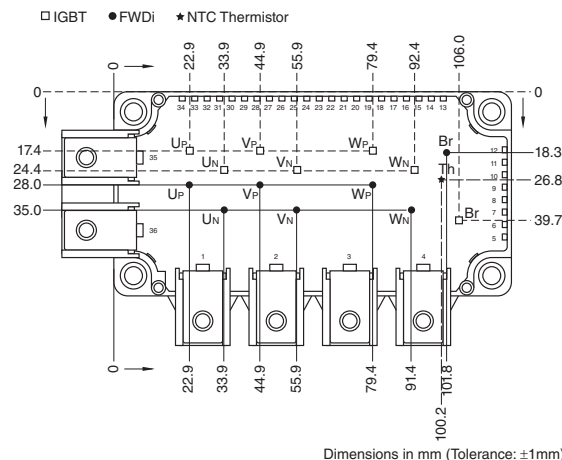 IGBT FWDi NTC Thermistor
22.9 33.9 44.9 55.9 79.4 92.4 106.0
0 0
34 33 32 31 30 29 28 27 26 25 24 23 22 21 20 19 18 17 16 15 14 13
17.4 35 UP VP WP Br 12 18.3
24.4 UN VN WN Th 11 10 26.8
28.0 UP VP WP 9 8
35.0 UN VN WN Br 7 6 5 39.7
36
1 2 3 4
0 22.9 33.9 44.9 55.9 79.4 91.4 101.8
100.2
Dimensions in mm (Tolerance: ±1mm)